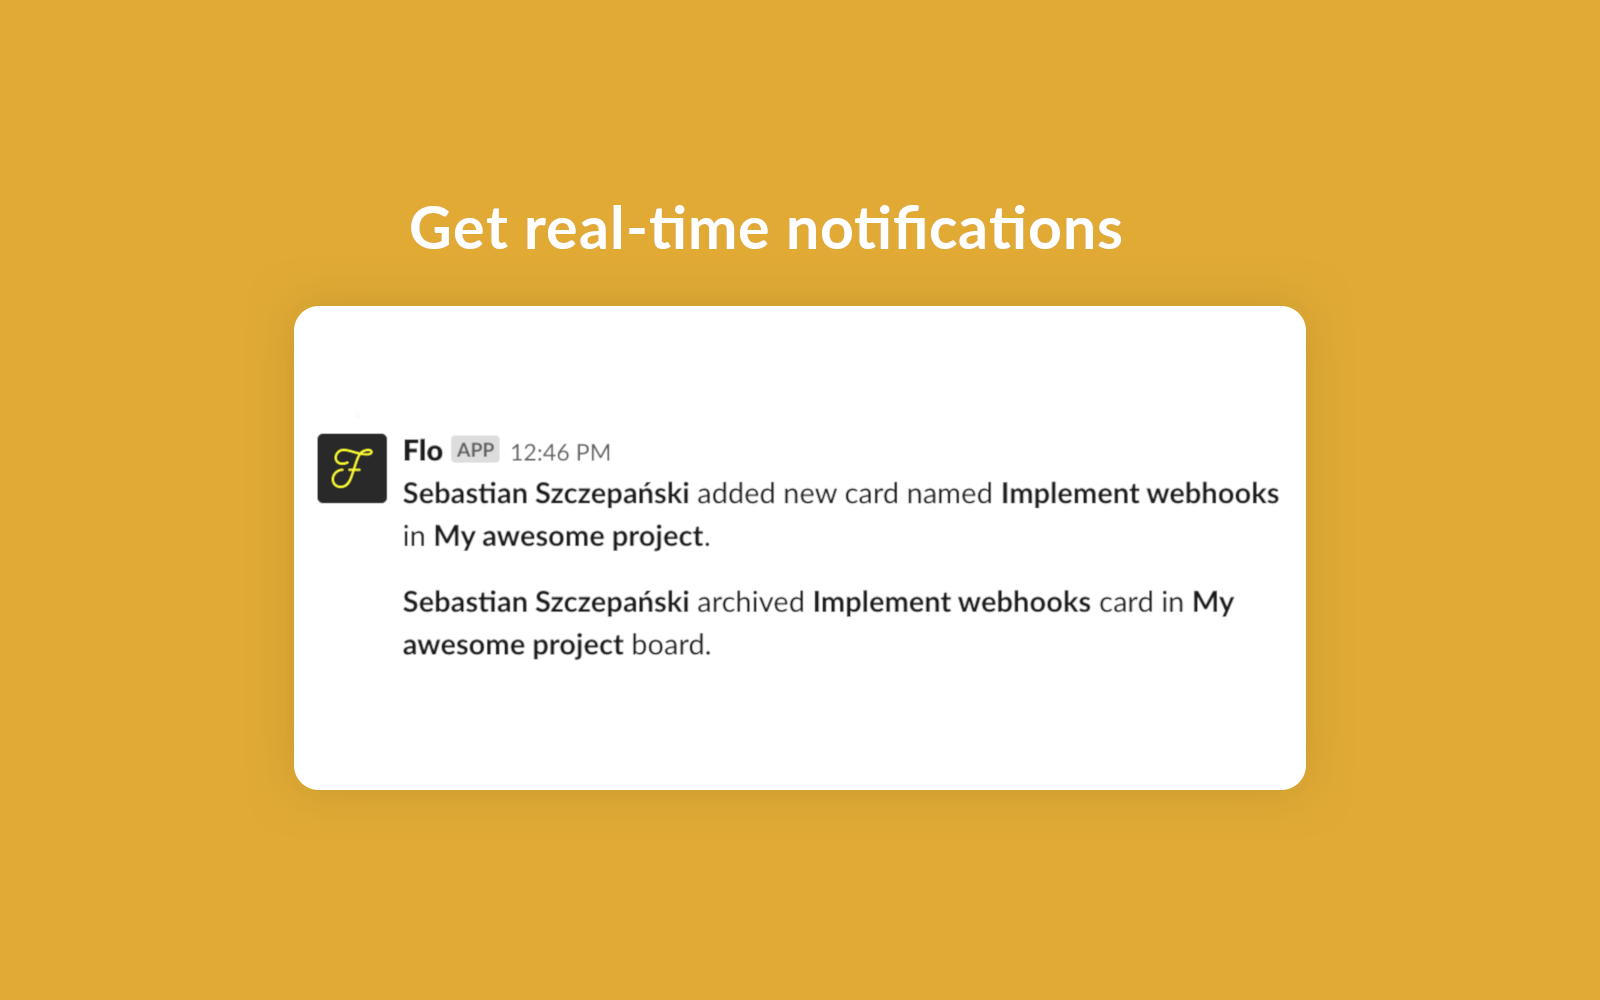 Get real-time notifications
F
Flo APP 12:46 PM
Sebastian Szczepański added new card named Implement webhooks
in My awesome project.
Sebastian Szczepański archived Implement webhooks card in My
awesome project board.